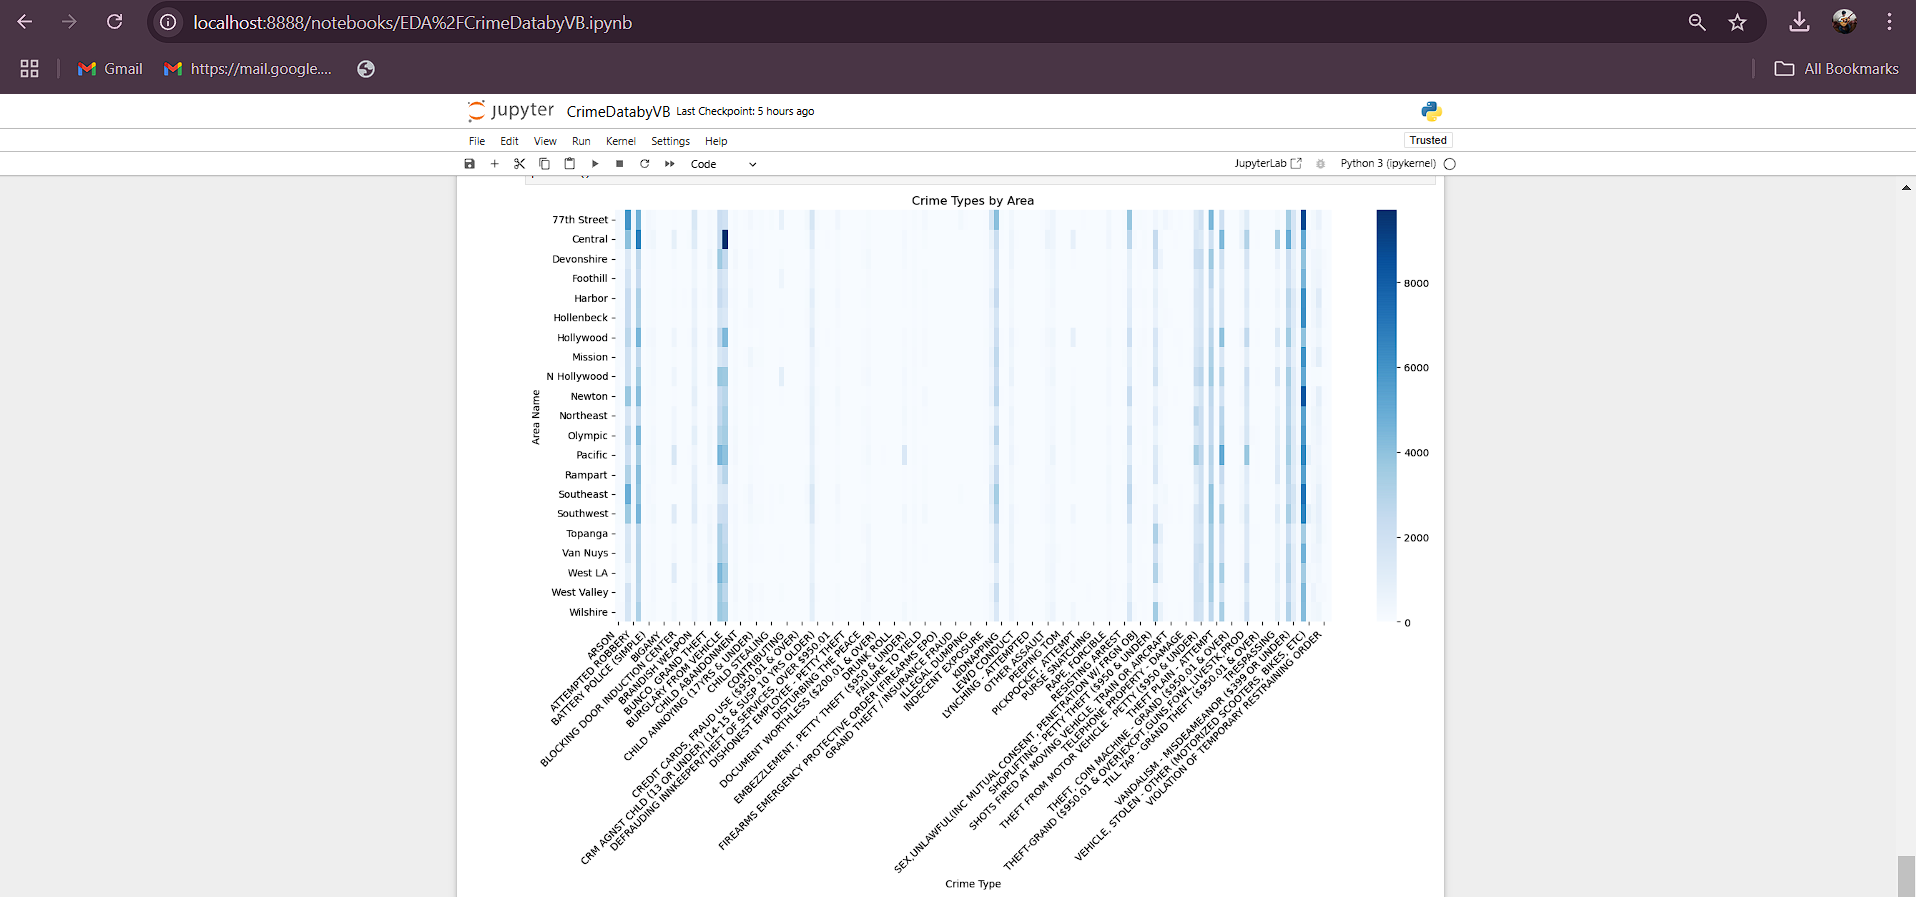 localhost:8888/notebooks/EDA%2FCrimeDatabyVB.ipynb
Gmail
https://mail.google....
All Bookmarks
jupyter CrimeDatabyVB Last Checkpoint: 5 hours ago
File Edit View Run Kernel Settings Help
Trusted
Code
JupyterLab
Python 3 (ipykernel)
Crime Types by Area
Area Name
77th Street
Central
Devonshire
Foothill
Harbor
Hollenbeck
Hollywood
Mission
N Hollywood
Newton
Northeast
Olympic
Pacific
Rampart
Southeast
Southwest
Topanga
Van Nuys
West LA
West Valley
Wilshire
8000
6000
4000
2000
0
ARSON
ATTEMPTED ROBBERY
BATTERY POLICE (SIMPLE)
BIGAMY
BLOCKING DOOR INDUCTION CENTER
BRANDISH WEAPON
BUNCO, GRAND THEFT
BURGLARY FROM VEHICLE
CHILD ABANDONMENT
CHILD ANNOYING (17YRS & UNDER)
CHILD STEALING
CONTRIBUTING
CREDIT CARDS, FRAUD USE ($950.01 & OVER)
CRM AGNST CHLD (13 OR UNDER) (14-15 & SUSP 10 YRS OLDER)
DEFRAUDING INNKEEPER/THEFT OF SERVICES, OVER $950.01
DISHONEST EMPLOYEE - PETTY THEFT
DISTURBING THE PEACE
DOCUMENT WORTHLESS ($200.01 & OVER)
DRUNK ROLL
EMBEZZLEMENT, PETTY THEFT ($950 & UNDER)
FAILURE TO YIELD
FIREARMS EMERGENCY PROTECTIVE ORDER (FIREARMS EPO)
GRAND THEFT / INSURANCE FRAUD
ILLEGAL DUMPING
INDECENT EXPOSURE
KIDNAPPING
LEWD CONDUCT
LYNCHING - ATTEMPTED
OTHER ASSAULT
PEEPING TOM
PICKPOCKET, ATTEMPT
PURSE SNATCHING
RAPE, FORCIBLE
RESISTING ARREST
SEX,UNLAWFUL(INC MUTUAL CONSENT, PENETRATION W/ FRGN OBJ
SHOPLIFTING - PETTY THEFT ($950 & UNDER)
SHOTS FIRED AT MOVING VEHICLE, TRAIN OR AIRCRAFT
TELEPHONE PROPERTY - DAMAGE
THEFT FROM MOTOR VEHICLE - PETTY ($950 & UNDER)
THEFT PLAIN - ATTEMPT
THEFT, COIN MACHINE - GRAND ($950.01 & OVER)
THEFT-GRAND ($950.01 & OVER)EXCPT,GUNS,FOWL,LIVESTK,PROD
TILL TAP - GRAND THEFT ($950.01 & OVER)
TRESPASSING
VANDALISM - MISDEAMEANOR ($399 OR UNDER)
VEHICLE, STOLEN - OTHER (MOTORIZED SCOOTERS, BIKES, ETC)
VIOLATION OF TEMPORARY RESTRAINING ORDER
Crime Type